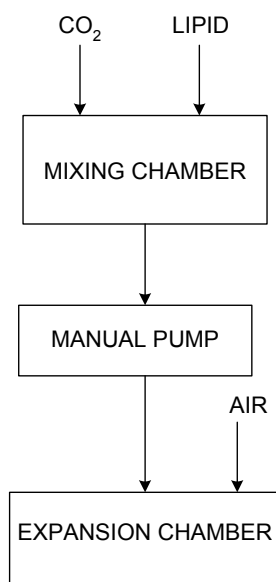 CO₂ LIPID
MIXING CHAMBER
MANUAL PUMP
AIR
EXPANSION CHAMBER